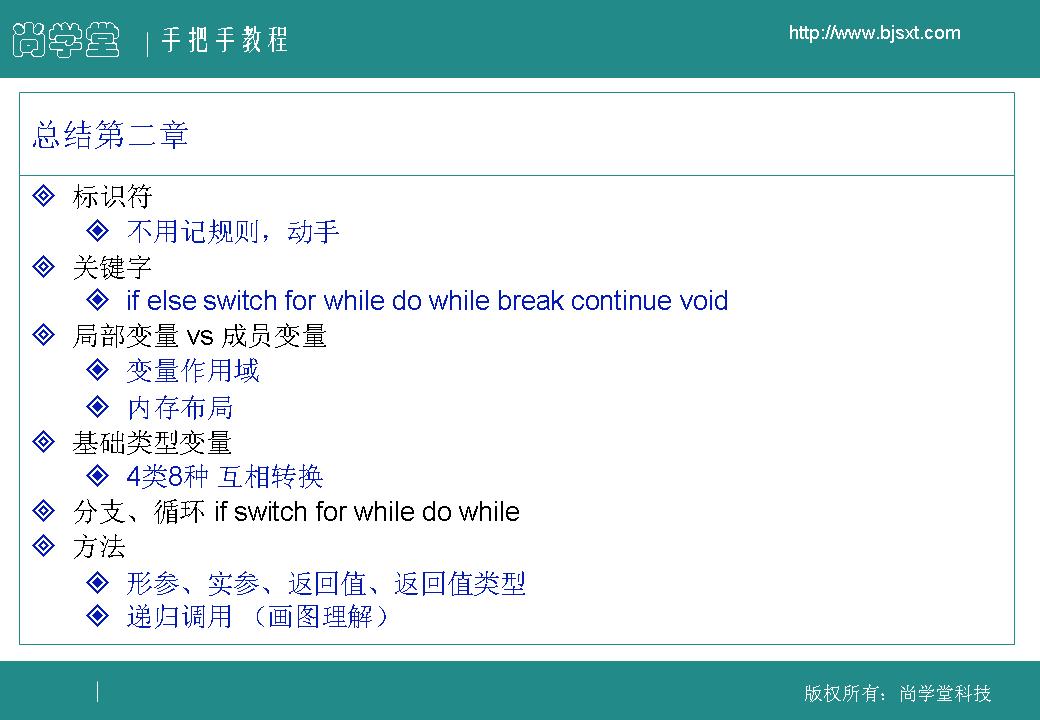 尚学堂 | 手把手教程
http://www.bjsxt.com
总结第二章
标识符
不用记规则，动手
关键字
if else switch for while do while break continue void
局部变量 vs 成员变量
变量作用域
内存布局
基础类型变量
4类8种 互相转换
分支、循环 if switch for while do while
方法
形参、实参、返回值、返回值类型
递归调用 （画图理解）
版权所有：尚学堂科技